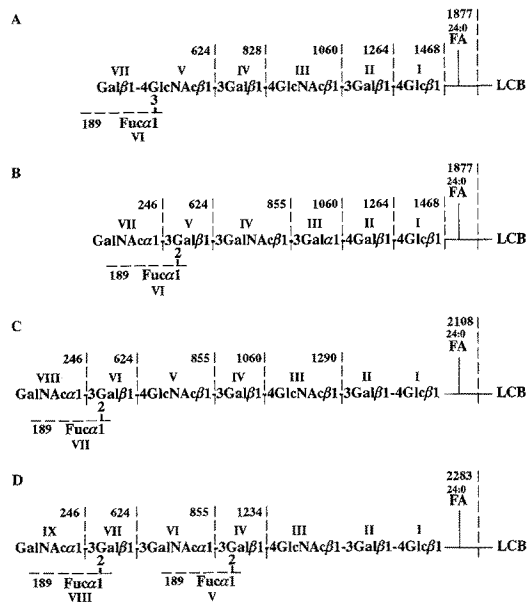 A
1877
24:0
FA
624 828 1060 1264 1468
VII V IV III II I
Galβ1-4GlcNAcβ1-3Galβ1-4GlcNAcβ1-3Galβ1-4Glcβ1 LCB
3
189 Fucα1
VI
B
1877
24:0
FA
246 624 855 1060 1264 1468
VII V IV III II I
GalNAcα1-3Galβ1-3GalNAcβ1-3Galα1-4Galβ1-4Glcβ1 LCB
2
189 Fucα1
VI
C
2108
24:0
FA
246 624 855 1060 1290
VIII VI V IV III II I
GalNAcα1-3Galβ1-4GlcNAcβ1-3Galβ1-4GlcNAcβ1-3Galβ1-4Glcβ1 LCB
2
189 Fucα1
VII
D
2283
24:0
FA
246 624 855 1234
IX VII VI IV III II I
GalNAcα1-3Galβ1-3GalNAcα1-3Galβ1-4GlcNAcβ1-3Galβ1-4Glcβ1 LCB
2 2
189 Fucα1 189 Fucα1
VIII V